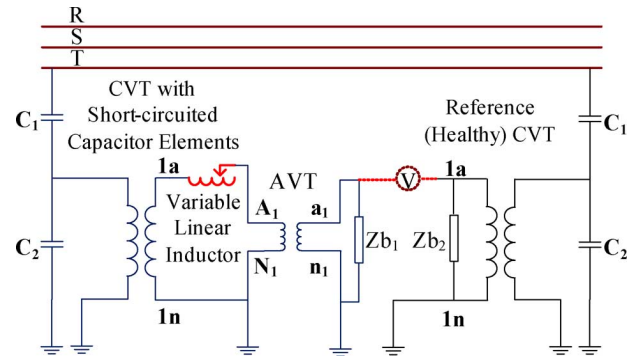 R
S
T
CVT with
Short-circuited
Capacitor Elements
Reference
(Healthy) CVT
C₁
C₁
1a
1a
V
AVT
Variable
Linear
Inductor
A₁
a₁
N₁
n₁
Zb₁
Zb₂
C₂
C₂
1n
1n